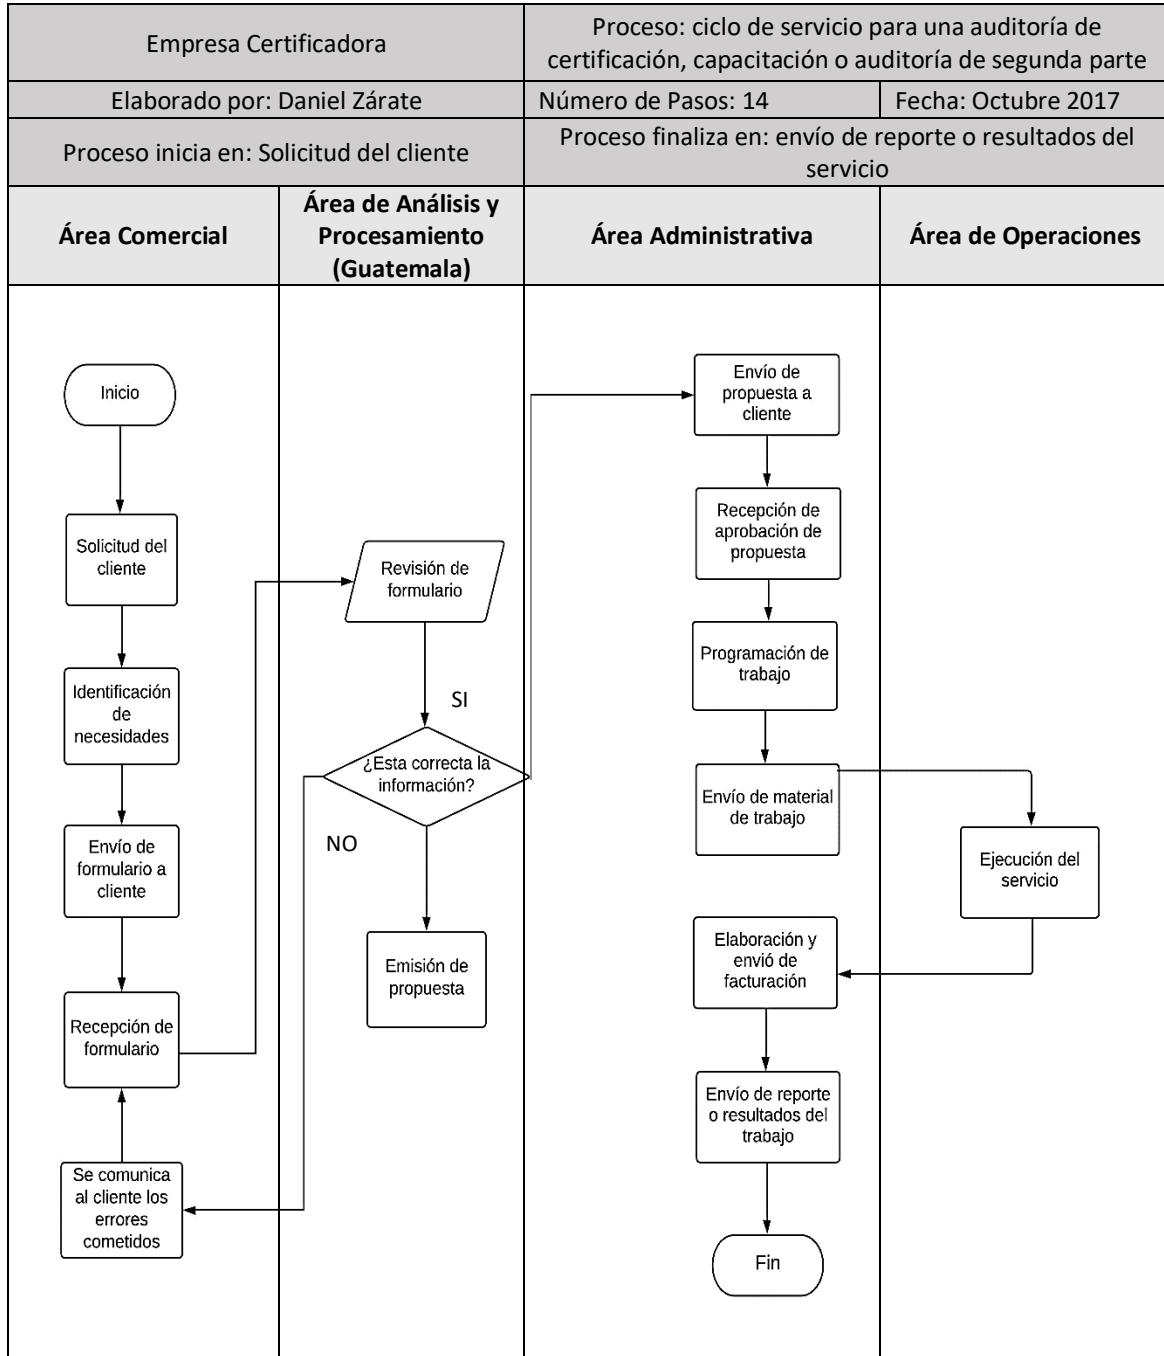 Empresa Certificadora
Proceso: ciclo de servicio para una auditoría de
certificación, capacitación o auditoría de segunda parte
Elaborado por: Daniel Zárate
Número de Pasos: 14
Fecha: Octubre 2017
Proceso inicia en: Solicitud del cliente
Proceso finaliza en: envío de reporte o resultados del
servicio
Área Comercial
Área de Análisis y
Procesamiento
(Guatemala)
Área Administrativa
Área de Operaciones
Inicio
Solicitud del
cliente
Identificación
de
necesidades
Envío de
formulario a
cliente
Recepción de
formulario
Se comunica
al cliente los
errores
cometidos
Revisión de
formulario
SI
¿Esta correcta la
información?
NO
Emisión de
propuesta
Envío de
propuesta a
cliente
Recepción de
aprobación de
propuesta
Programación de
trabajo
Envío de material
de trabajo
Ejecución del
servicio
Elaboración y
envió de
facturación
Envío de reporte
o resultados del
trabajo
Fin